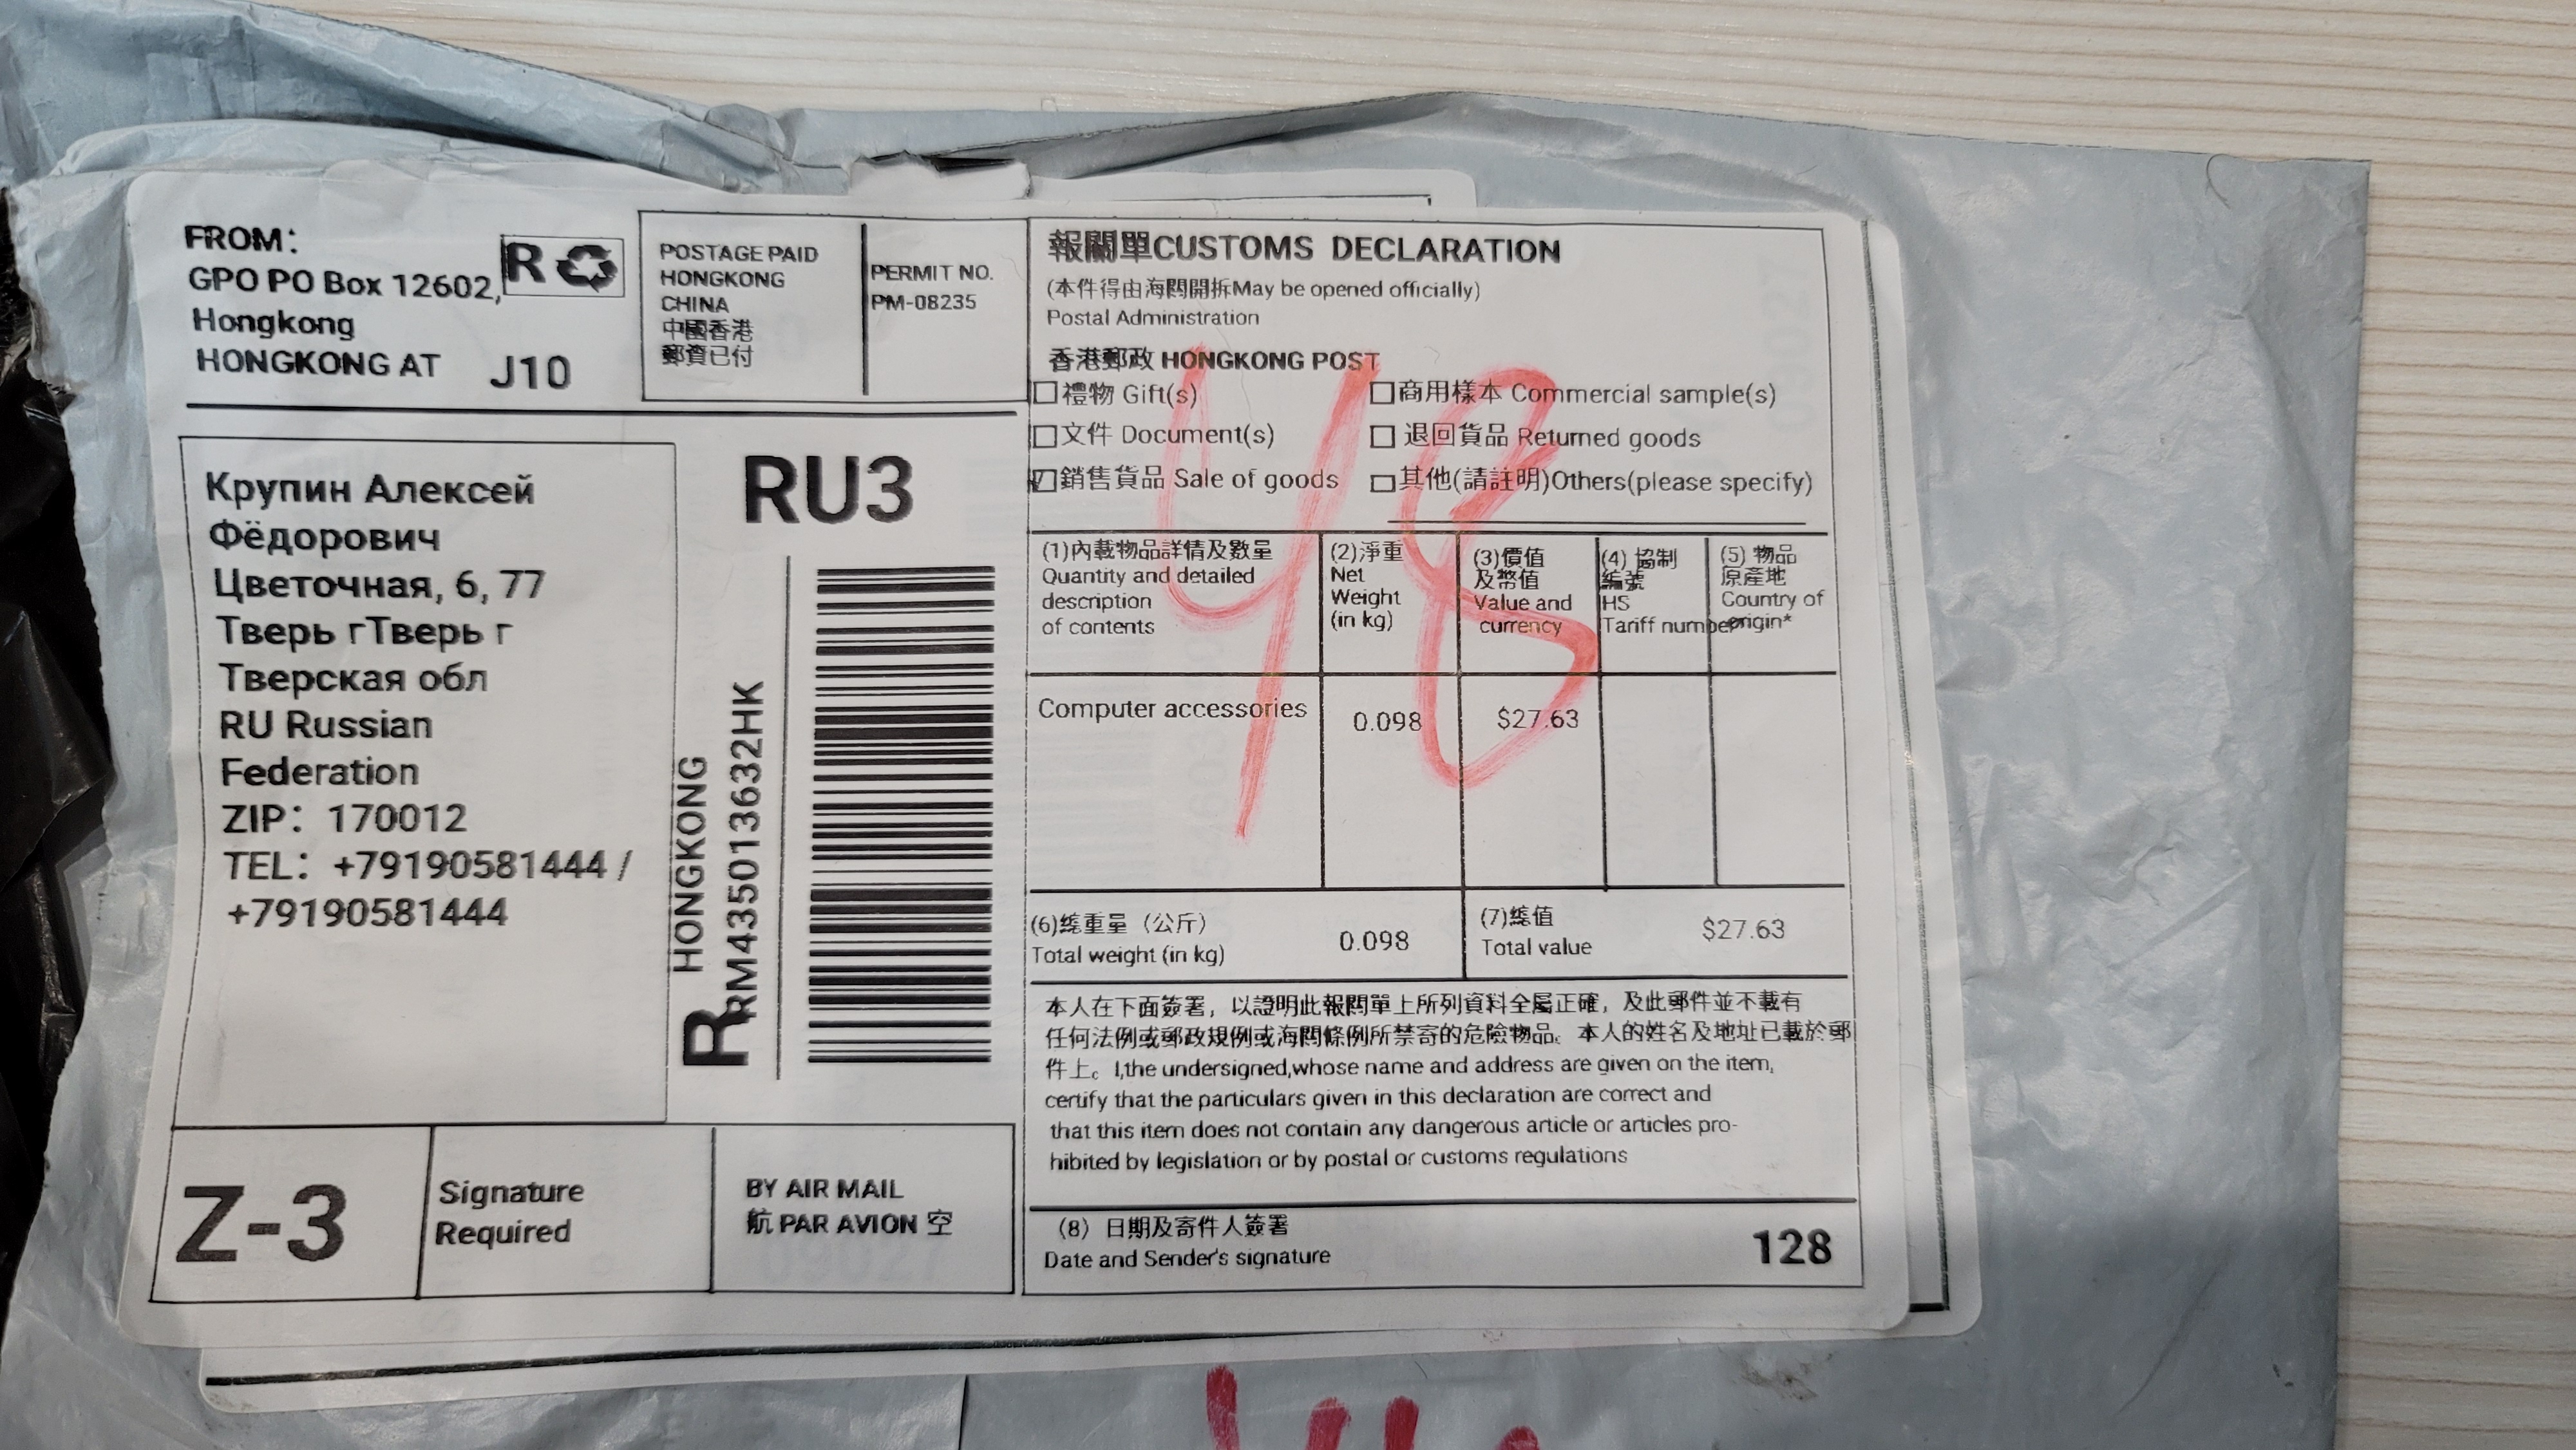 FROM:
GPO PO Box 12602,
Hongkong
HONGKONG AT J10
R
POSTAGE PAID
HONGKONG
CHINA
中國香港
郵資已付
PERMIT NO.
PM-08235
Крупин Алексей
Фёдорович
Цветочная, 6, 77
Тверь гТверь г
Тверская обл
RU Russian
Federation
ZIP: 170012
TEL: +79190581444 /
+79190581444
RU3
R HONGKONG
RM435013632HK
Z-3
Signature
Required
BY AIR MAIL
航 PAR AVION 空
報關單CUSTOMS DECLARATION
(本件得由海關開拆May be opened officially)
Postal Administration
香港郵政 HONGKONG POST
禮物 Gift(s)
商用樣本 Commercial sample(s)
文件 Document(s)
退回貨品 Returned goods
銷售貨品 Sale of goods
其他(請註明)Others(please specify)
48
(1)內載物品詳情及數量
Quantity and detailed
description
of contents
(2)淨重
Net
Weight
(in kg)
(3)價值
及幣值
Value and
currency
(4) 協制
編號
HS
Tariff number
(5) 物品
原產地
Country of
origin*
Computer accessories 0.098 $27.63
(6)總重量（公斤）
Total weight (in kg) 0.098
(7)總值
Total value $27.63
本人在下面簽署，以證明此報關單上所列資料全屬正確，及此郵件並不載有
任何法例或郵政規例或海關條例所禁寄的危險物品。本人的姓名及地址已載於郵
件上。I,the undersigned,whose name and address are given on the item,
certify that the particulars given in this declaration are correct and
that this item does not contain any dangerous article or articles pro-
hibited by legislation or by postal or customs regulations
(8) 日期及寄件人簽署
Date and Sender's signature
128